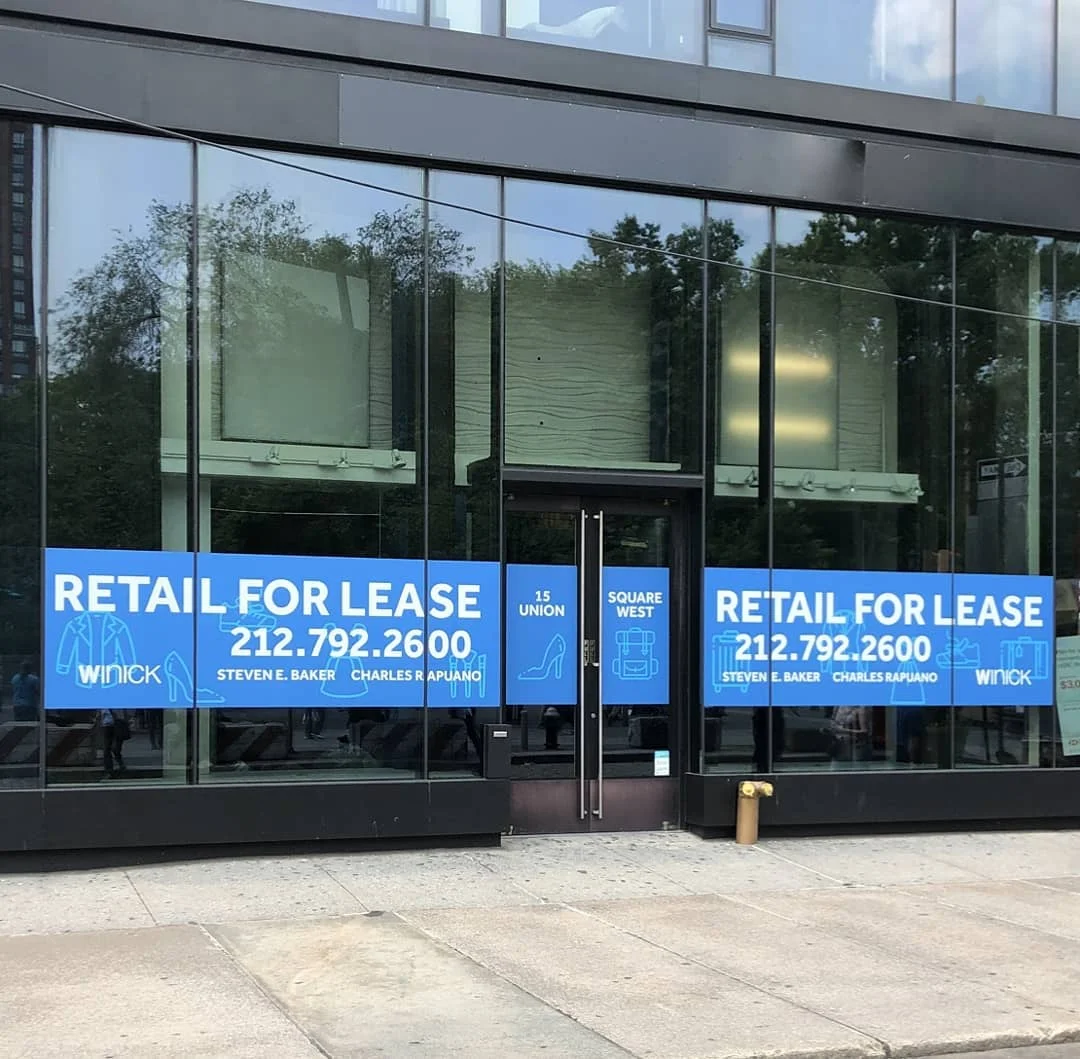 RETAIL FOR LEASE
212.792.2600
WINICK
STEVEN E. BAKER CHARLES RAPUANO
15
UNION
SQUARE
WEST
RETAIL FOR LEASE
212.792.2600
STEVEN E. BAKER CHARLES RAPUANO
WINICK